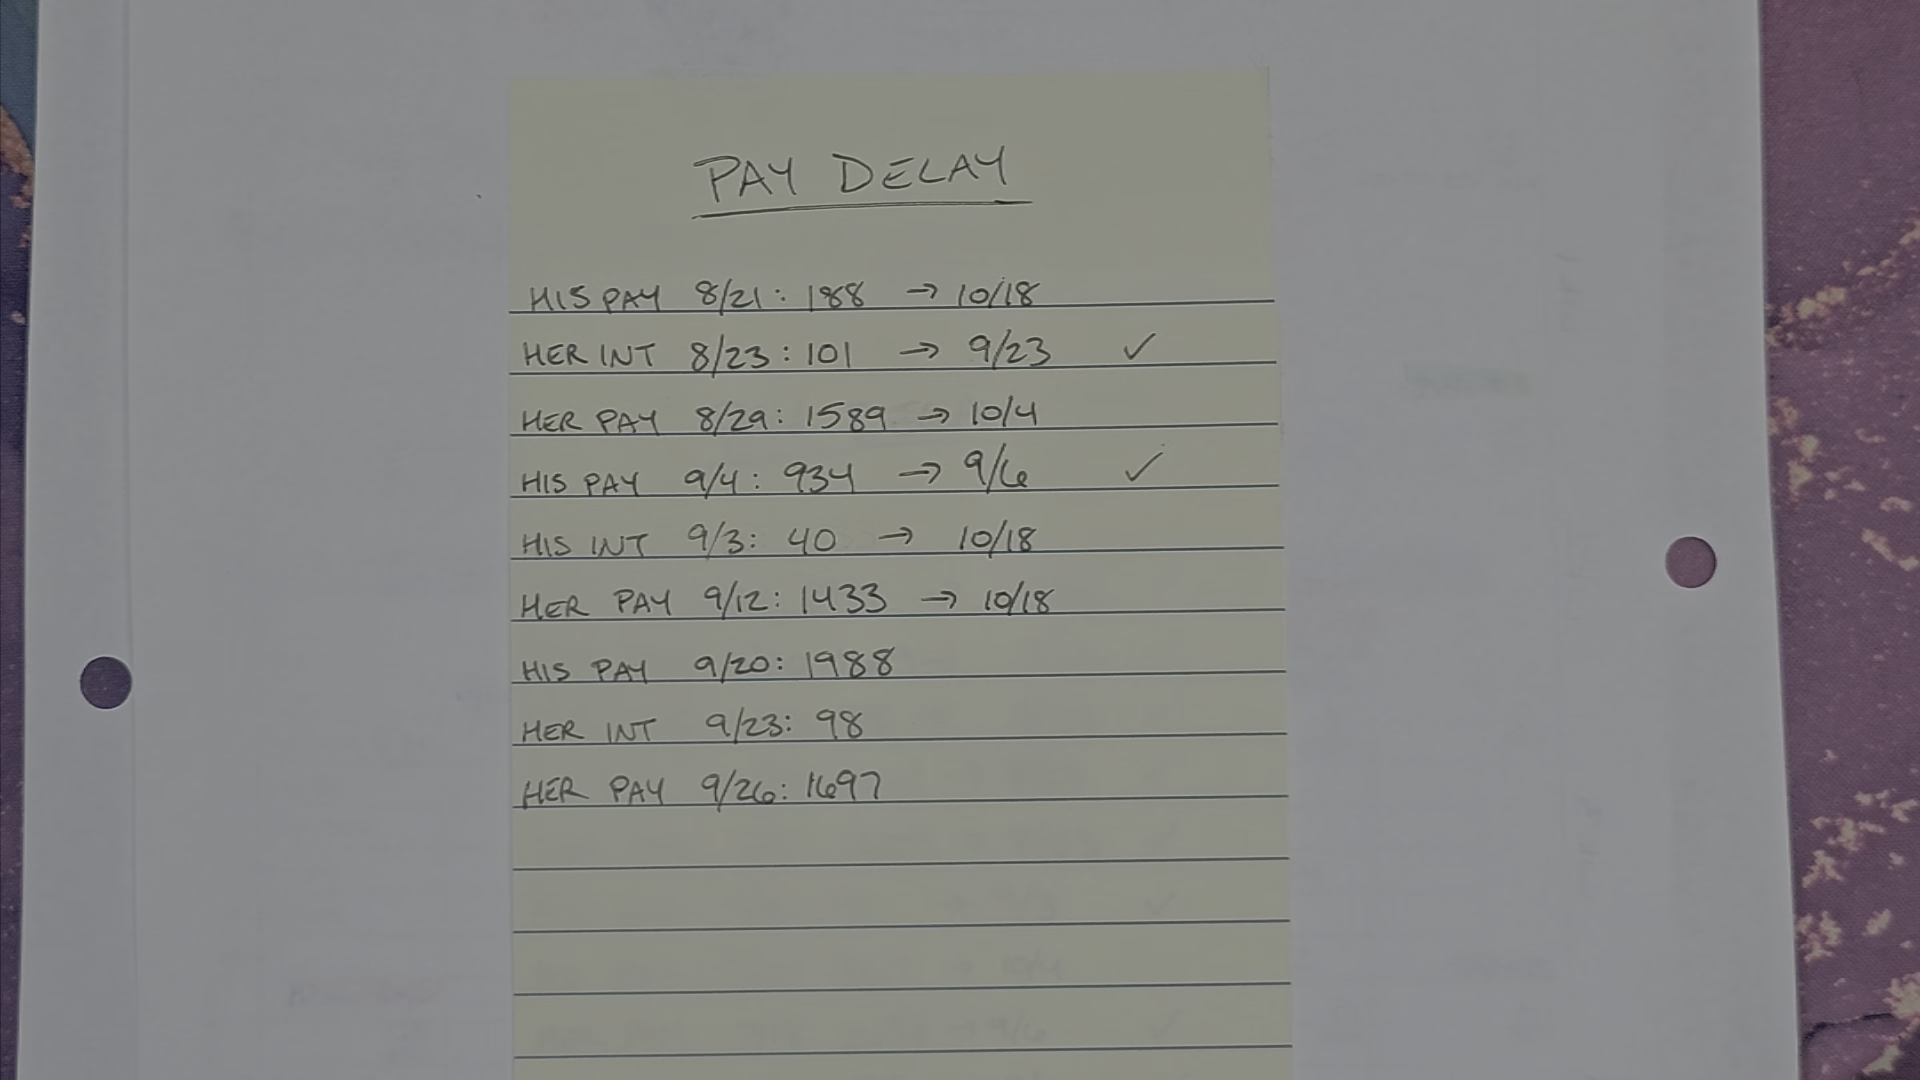 PAY DELAY
HIS PAY 8/21: 188 → 10/18
HER INT 8/23: 101 → 9/23 ✓
HER PAY 8/29: 1589 → 10/4
HIS PAY 9/4: 934 → 9/6 ✓
HIS INT 9/3: 40 → 10/18
HER PAY 9/12: 1433 → 10/18
HIS PAY 9/20: 1988
HER INT 9/23: 98
HER PAY 9/26: 1697